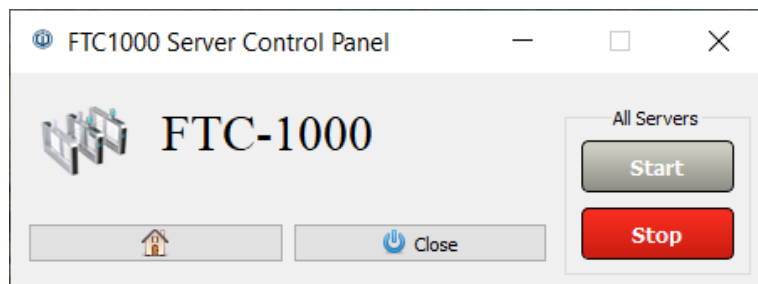 FTC1000 Server Control Panel
FTC-1000
All Servers
Start
Stop
Close